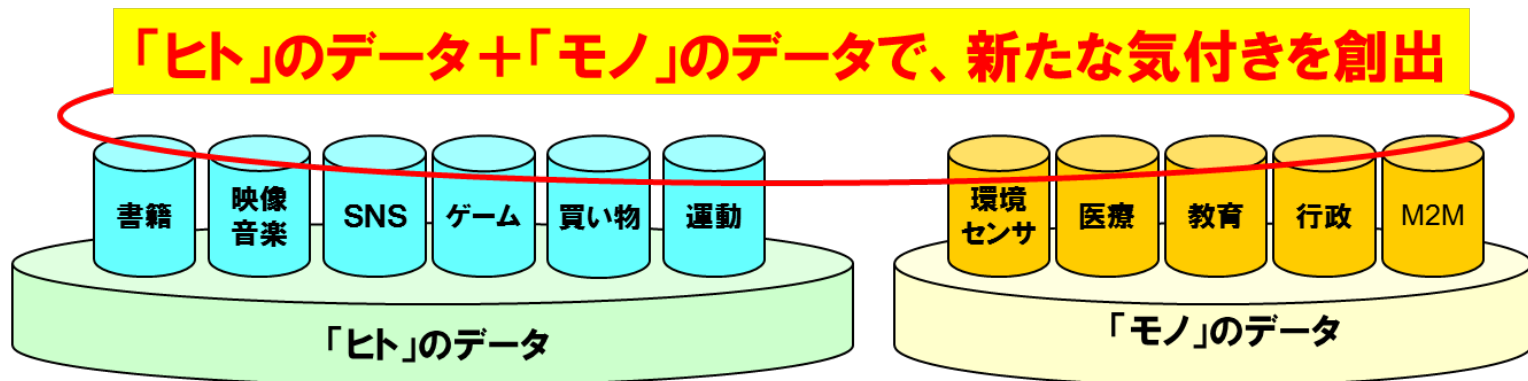 「ヒト」のデータ＋「モノ」のデータで、新たな気付きを創出
書籍
映像
音楽
SNS
ゲーム
買い物
運動
環境
センサ
医療
教育
行政
M2M
「ヒト」のデータ
「モノ」のデータ